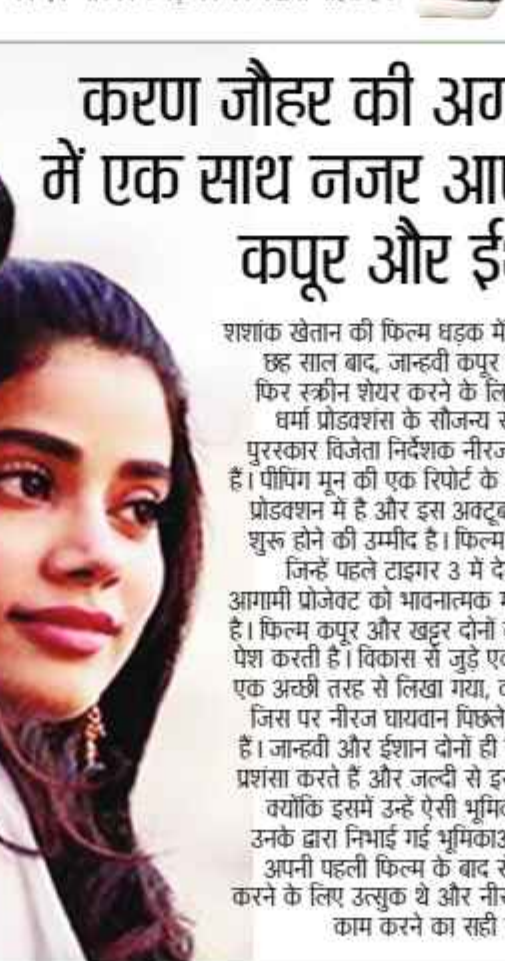 करण जौहर की अग
में एक साथ नजर आए
कपूर और ई
शशांक खेतान की फिल्म धड़क में
छह साल बाद, जान्हवी कपूर
फिर स्क्रीन शेयर करने के लि
धर्मा प्रोडक्शंस के सौजन्य
पुरस्कार विजेता निर्देशक नीरज
हैं। पीपिंग मून की एक रिपोर्ट के
प्रोडक्शन में है और इस अक्टूब
शुरू होने की उम्मीद है। फिल्म
जिन्हें पहले टाइगर 3 में दे
आगामी प्रोजेक्ट को भावनात्मक
है। फिल्म कपूर और खट्टर दोनों
पेश करती है। विकास से जुड़े एक
एक अच्छी तरह से लिखा गया,
जिस पर नीरज घायवान पिछले
हैं। जान्हवी और ईशान दोनों ही
प्रशंसा करते हैं और जल्दी से इस
क्योंकि इसमें उन्हें ऐसी भूमिक
उनके द्वारा निभाई गई भूमिकाअ
अपनी पहली फिल्म के बाद से
करने के लिए उत्सुक थे और नीर
काम करने का सही